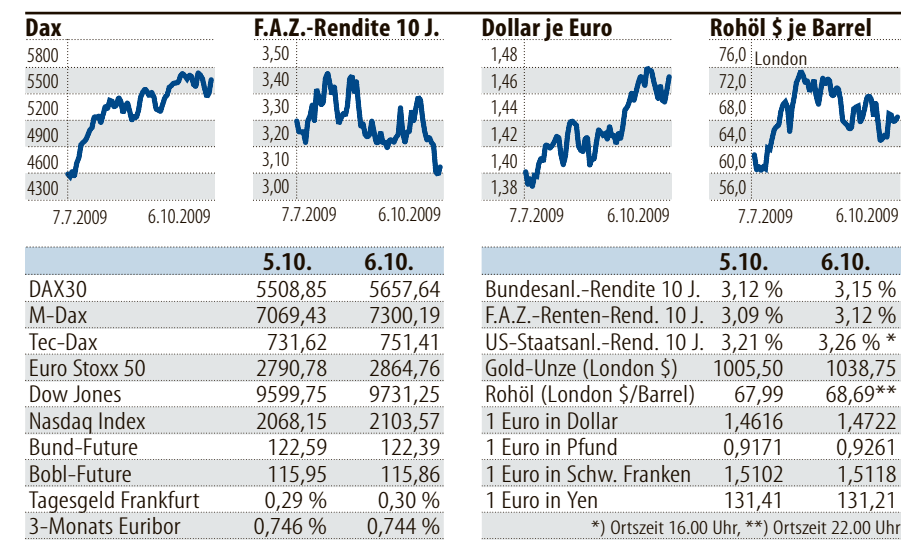 Dax
5800
5500
5200
4900
4600
4300
7.7.2009 6.10.2009
F.A.Z.-Rendite 10 J.
3,50
3,40
3,30
3,20
3,10
3,00
7.7.2009 6.10.2009
Dollar je Euro
1,48
1,46
1,44
1,42
1,40
1,38
7.7.2009 6.10.2009
Rohöl $ je Barrel
76,0 London
72,0
68,0
64,0
60,0
56,0
7.7.2009 6.10.2009
5.10. 6.10.
DAX30 5508,85 5657,64
M-Dax 7069,43 7300,19
Tec-Dax 731,62 751,41
Euro Stoxx 50 2790,78 2864,76
Dow Jones 9599,75 9731,25
Nasdaq Index 2068,15 2103,57
Bund-Future 122,59 122,39
Bobl-Future 115,95 115,86
Tagesgeld Frankfurt 0,29 % 0,30 %
3-Monats Euribor 0,746 % 0,744 %
5.10. 6.10.
Bundesanl.-Rendite 10 J. 3,12 % 3,15 %
F.A.Z.-Renten-Rend. 10 J. 3,09 % 3,12 %
US-Staatsanl.-Rend. 10 J. 3,21 % 3,26 % *
Gold-Unze (London $) 1005,50 1038,75
Rohöl (London $/Barrel) 67,99 68,69**
1 Euro in Dollar 1,4616 1,4722
1 Euro in Pfund 0,9171 0,9261
1 Euro in Schw. Franken 1,5102 1,5118
1 Euro in Yen 131,41 131,21
*) Ortszeit 16.00 Uhr, **) Ortszeit 22.00 Uhr